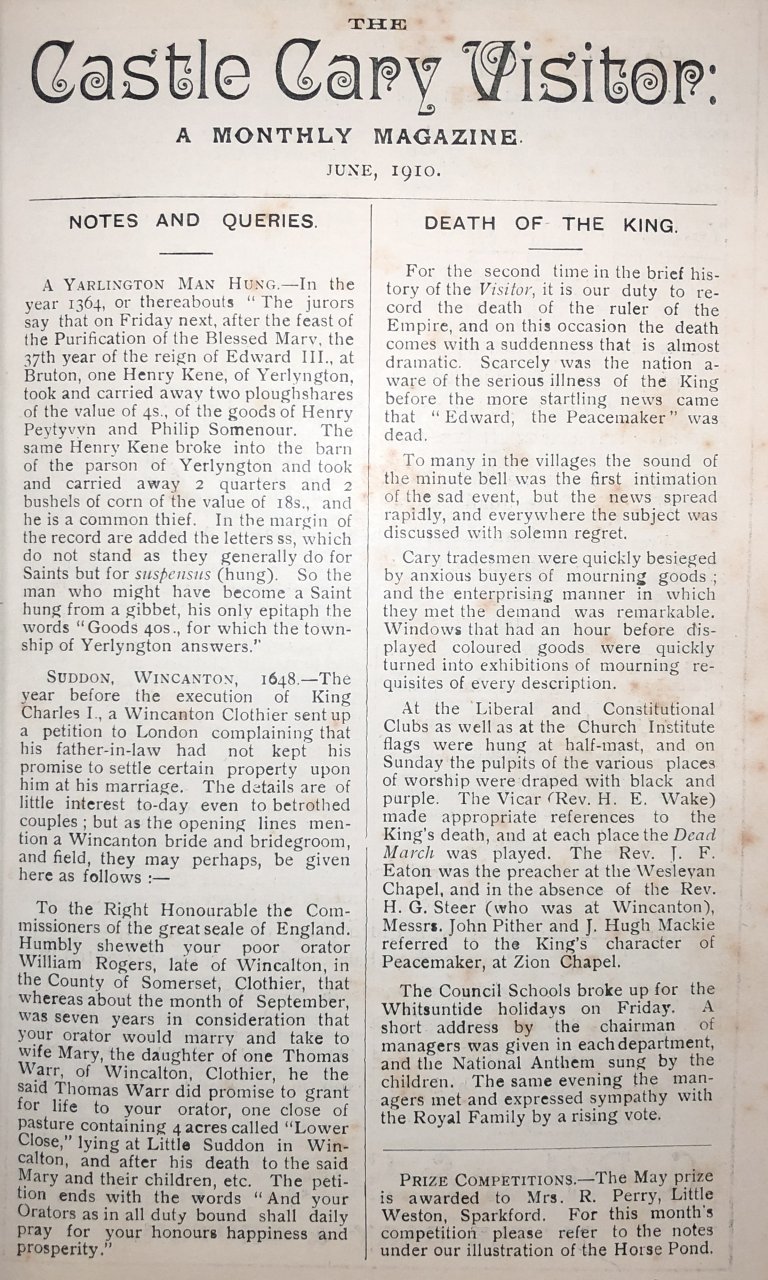 THE
Castle Cary Visitor:
A MONTHLY MAGAZINE.
JUNE, 1910.
NOTES AND QUERIES.
A YARLINGTON MAN HUNG.—In the
year 1364, or thereabouts " The jurors
say that on Friday next, after the feast of
the Purification of the Blessed Mary, the
37th year of the reign of Edward III., at
Bruton, one Henry Kene, of Yerlyngton,
took and carried away two ploughshares
of the value of 4s., of the goods of Henry
Peytyvvn and Philip Somenour. The
same Henry Kene broke into the barn
of the parson of Yerlyngton and took
and carried away 2 quarters and 2
bushels of corn of the value of 18s., and
he is a common thief. In the margin of
the record are added the letters ss, which
do not stand as they generally do for
Saints but for suspensus (hung). So the
man who might have become a Saint
hung from a gibbet, his only epitaph the
words "Goods 40s., for which the town-
ship of Yerlyngton answers."
SUDDON, WINCANTON, 1648.—The
year before the execution of King
Charles I., a Wincanton Clothier sent up
a petition to London complaining that
his father-in-law had not kept his
promise to settle certain property upon
him at his marriage. The details are of
little interest to-day even to betrothed
couples ; but as the opening lines men-
tion a Wincanton bride and bridegroom,
and field, they may perhaps, be given
here as follows :—
To the Right Honourable the Com-
missioners of the great seale of England.
Humbly sheweth your poor orator
William Rogers, late of Wincalton, in
the County of Somerset, Clothier, that
whereas about the month of September,
was seven years in consideration that
your orator would marry and take to
wife Mary, the daughter of one Thomas
Warr, of Wincalton, Clothier, he the
said Thomas Warr did promise to grant
for life to your orator, one close of
pasture containing 4 acres called "Lower
Close," lying at Little Suddon in Win-
calton, and after his death to the said
Mary and their children, etc. The peti-
tion ends with the words " And your
Orators as in all duty bound shall daily
pray for your honours happiness and
prosperity."
DEATH OF THE KING.
For the second time in the brief his-
tory of the Visitor, it is our duty to re-
cord the death of the ruler of the
Empire, and on this occasion the death
comes with a suddenness that is almost
dramatic. Scarcely was the nation a-
ware of the serious illness of the King
before the more startling news came
that " Edward, the Peacemaker " was
dead.
To many in the villages the sound of
the minute bell was the first intimation
of the sad event, but the news spread
rapidly, and everywhere the subject was
discussed with solemn regret.
Cary tradesmen were quickly besieged
by anxious buyers of mourning goods ;
and the enterprising manner in which
they met the demand was remarkable.
Windows that had an hour before dis-
played coloured goods were quickly
turned into exhibitions of mourning re-
quisites of every description.
At the Liberal and Constitutional
Clubs as well as at the Church Institute
flags were hung at half-mast, and on
Sunday the pulpits of the various places
of worship were draped with black and
purple. The Vicar (Rev. H. E. Wake)
made appropriate references to the
King's death, and at each place the Dead
March was played. The Rev. J. F.
Eaton was the preacher at the Wesleyan
Chapel, and in the absence of the Rev.
H. G. Steer (who was at Wincanton),
Messrs. John Pither and J. Hugh Mackie
referred to the King's character of
Peacemaker, at Zion Chapel.
The Council Schools broke up for the
Whitsuntide holidays on Friday. A
short address by the chairman of
managers was given in each department,
and the National Anthem sung by the
children. The same evening the man-
agers met and expressed sympathy with
the Royal Family by a rising vote.
PRIZE COMPETITIONS.—The May prize
is awarded to Mrs. R. Perry, Little
Weston, Sparkford. For this month's
competition please refer to the notes
under our illustration of the Horse Pond.